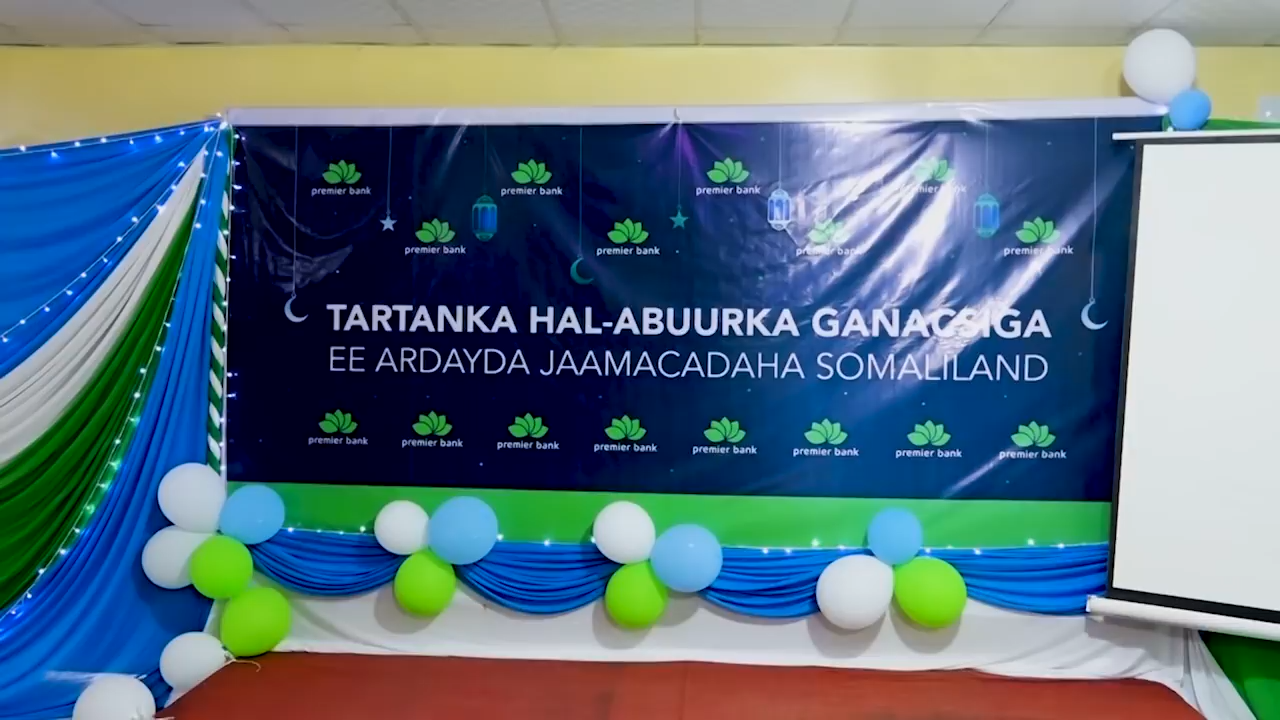 premier bank premier bank premier bank premier bank
premier bank premier bank premier bank premier bank
TARTANKA HAL-ABUURKA GANACSIGA
EE ARDAYDA JAAMACADAHA SOMALILAND
premier bank premier bank premier bank premier bank premier bank premier bank premier bank premier bank